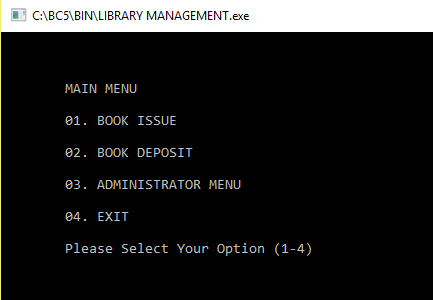 C:\BC5\BIN\LIBRARY MANAGEMENT.exe
MAIN MENU
01. BOOK ISSUE
02. BOOK DEPOSIT
03. ADMINISTRATOR MENU
04. EXIT
Please Select Your Option (1-4)